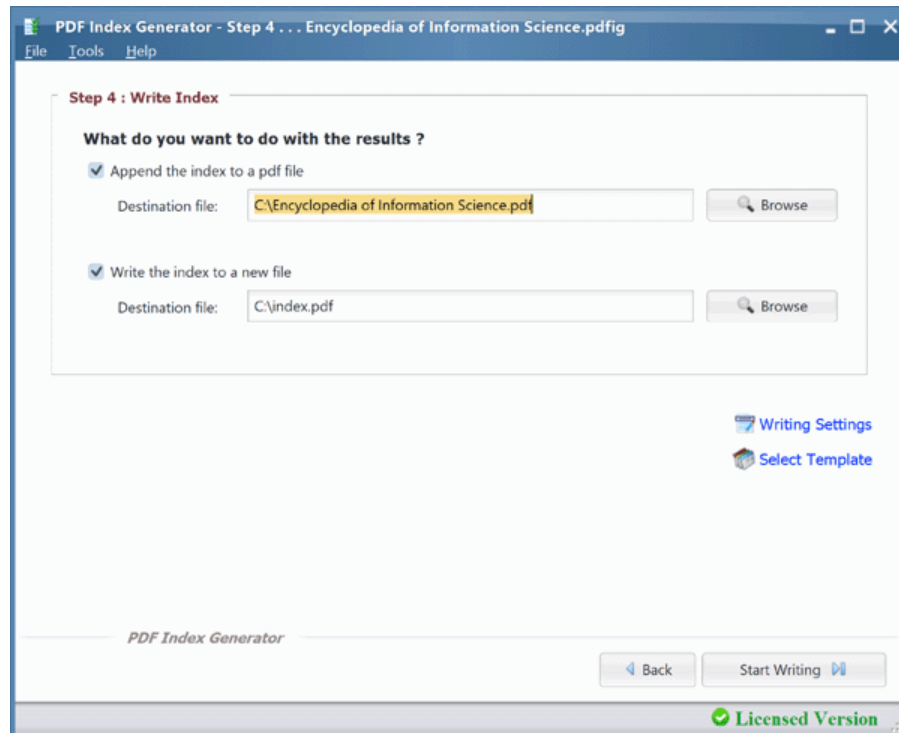 PDF Index Generator - Step 4 . . . Encyclopedia of Information Science.pdfig
File Tools Help
Step 4 : Write Index
What do you want to do with the results ?
Append the index to a pdf file
Destination file: C:\Encyclopedia of Information Science.pdf Browse
Write the index to a new file
Destination file: C:\index.pdf Browse
Writing Settings
Select Template
PDF Index Generator
Back Start Writing
Licensed Version